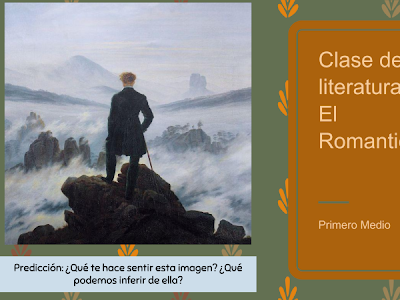 Clase de
literatura
El
Romantic
Primero Medio
Predicción: ¿Qué te hace sentir esta imagen? ¿Qué
podemos inferir de ella?